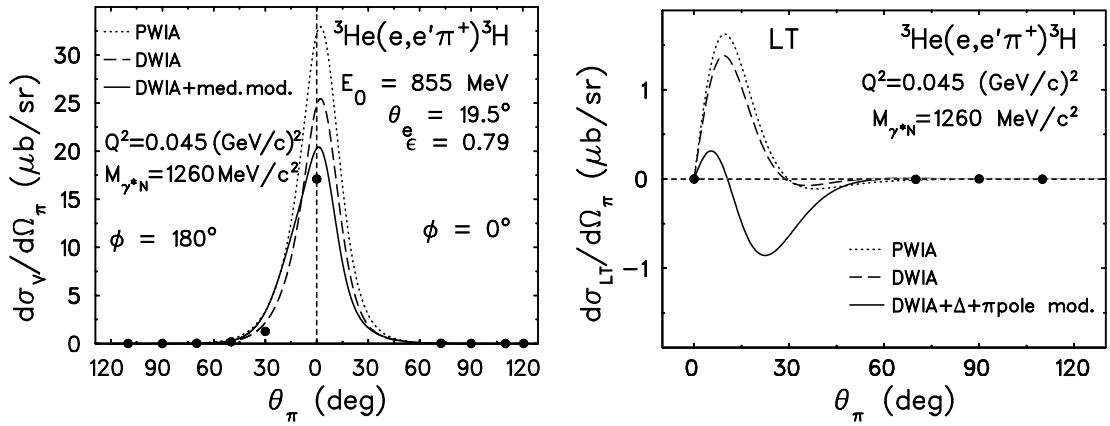 PWIA
DWIA
DWIA+med.mod.
³He(e,e′π⁺)³H
E₀ = 855 MeV
θₑ = 19.5°
ϵ = 0.79
Q²=0.045 (GeV/c)²
M_γ*N=1260 MeV/c²
ϕ = 180°
ϕ = 0°
dσ_V/dΩ_π (μb/sr)
35
30
25
20
15
10
5
0
120 90 60 30 0 30 60 90 120
θ_π (deg)
LT
³He(e,e′π⁺)³H
Q²=0.045 (GeV/c)²
M_γ*N=1260 MeV/c²
PWIA
DWIA
DWIA+Δ+πpole mod.
dσ_LT/dΩ_π (μb/sr)
1
0
−1
0 30 60 90 120
θ_π (deg)